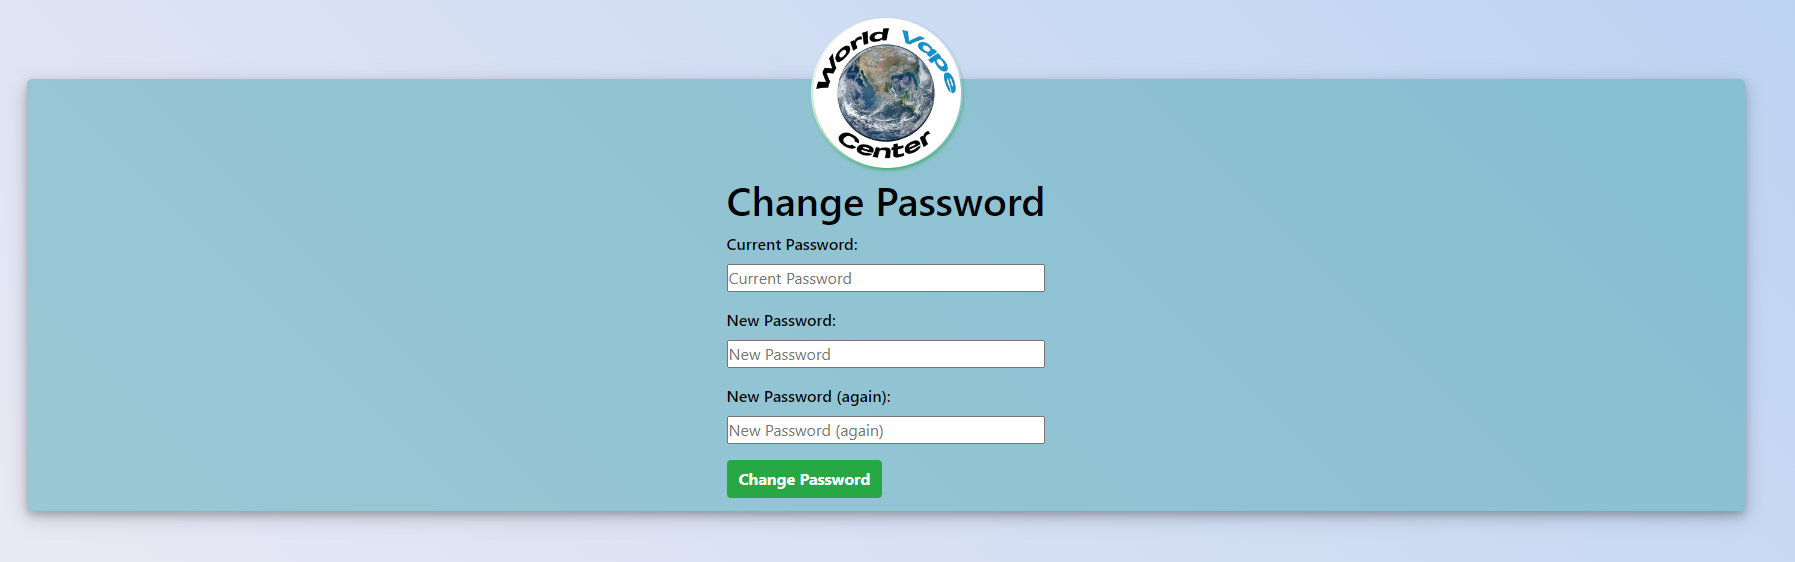 World Vape
Center
Change Password
Current Password:
Current Password
New Password:
New Password
New Password (again):
New Password (again)
Change Password